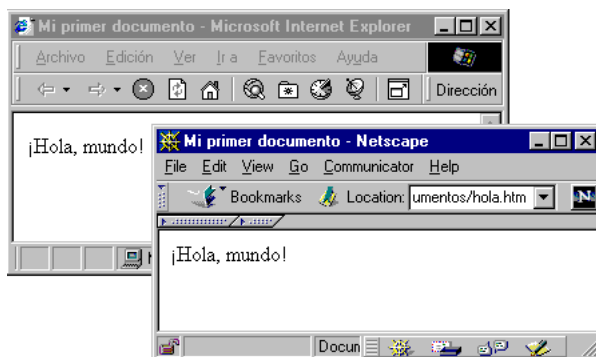 Mi primer documento - Microsoft Internet Explorer
Archivo Edición Ver Ir a Favoritos Ayuda
Dirección
¡Hola, mundo!
Mi primer documento - Netscape
File Edit View Go Communicator Help
Bookmarks Location: umentos/hola.htm N
¡Hola, mundo!
Docun